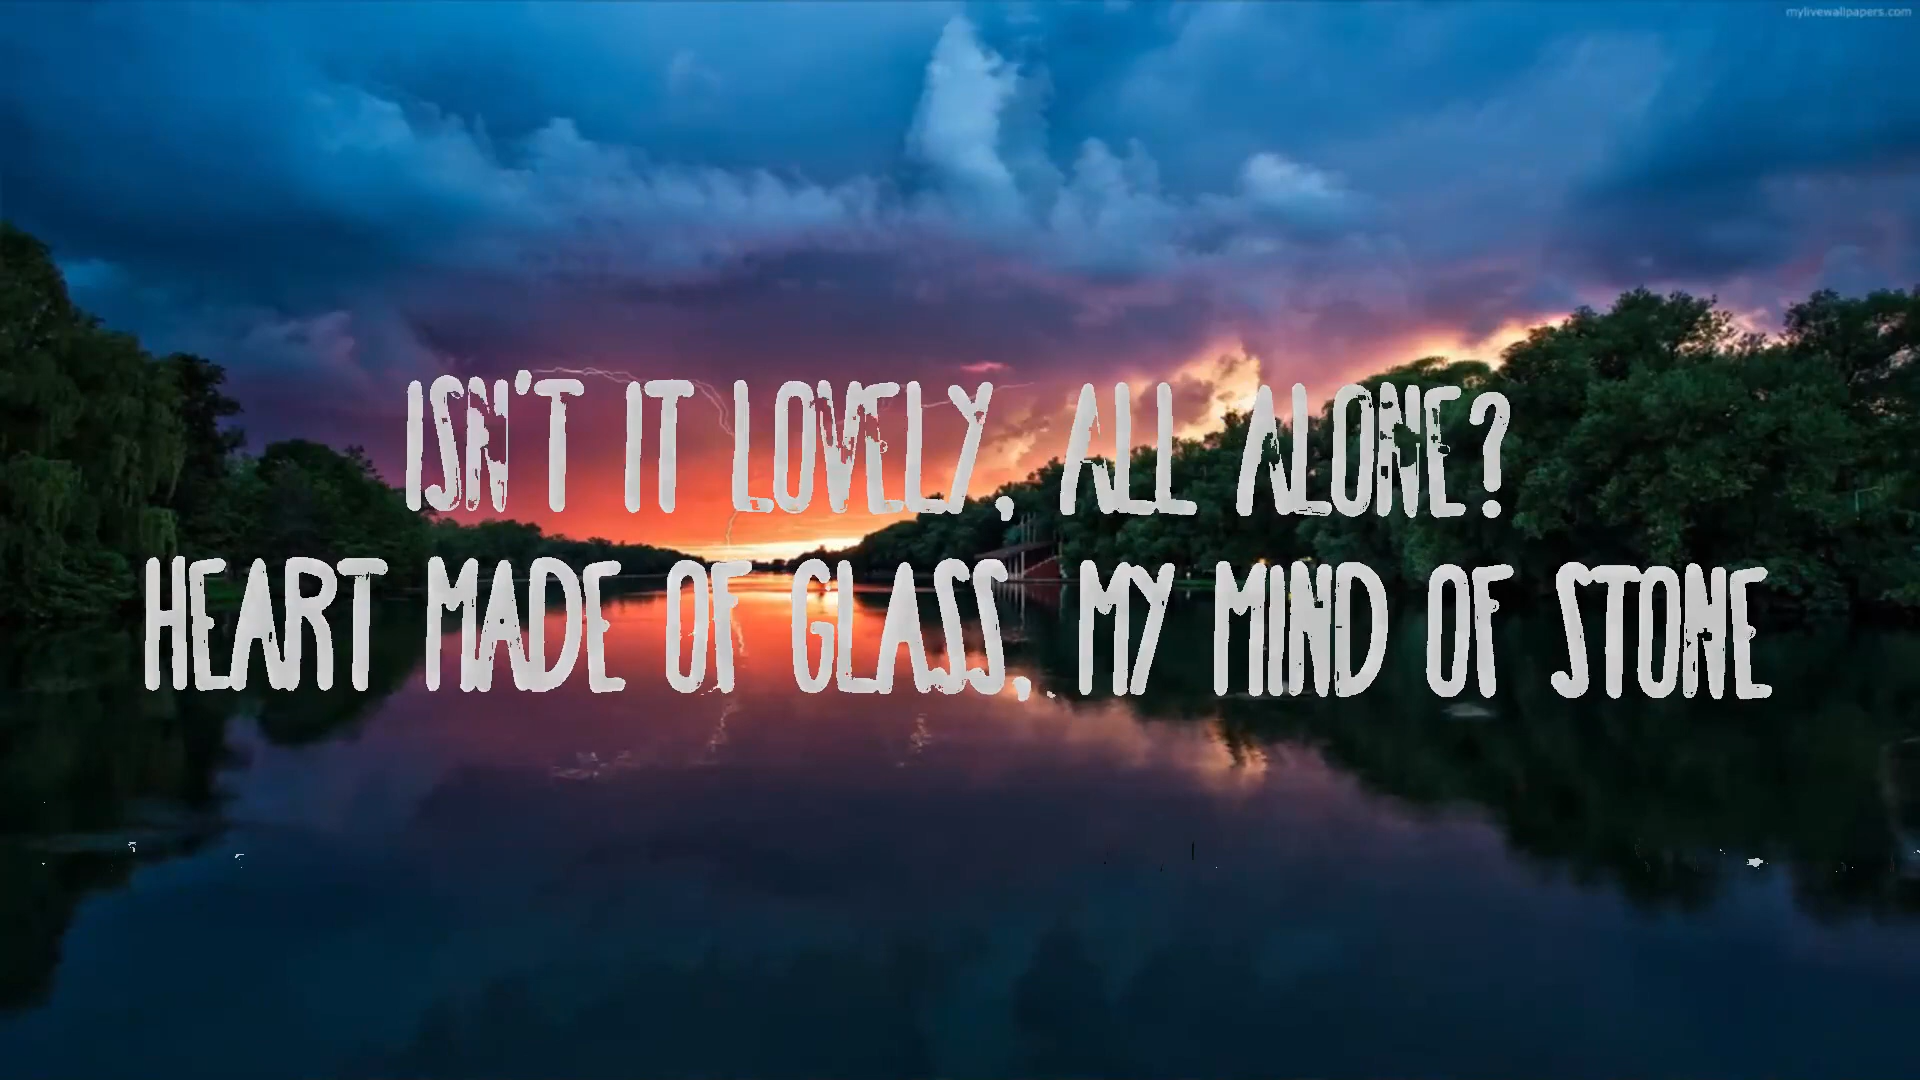 mylivewallpapers.com
ISN'T IT LOVELY, ALL ALONE?
HEART MADE OF GLASS, MY MIND OF STONE